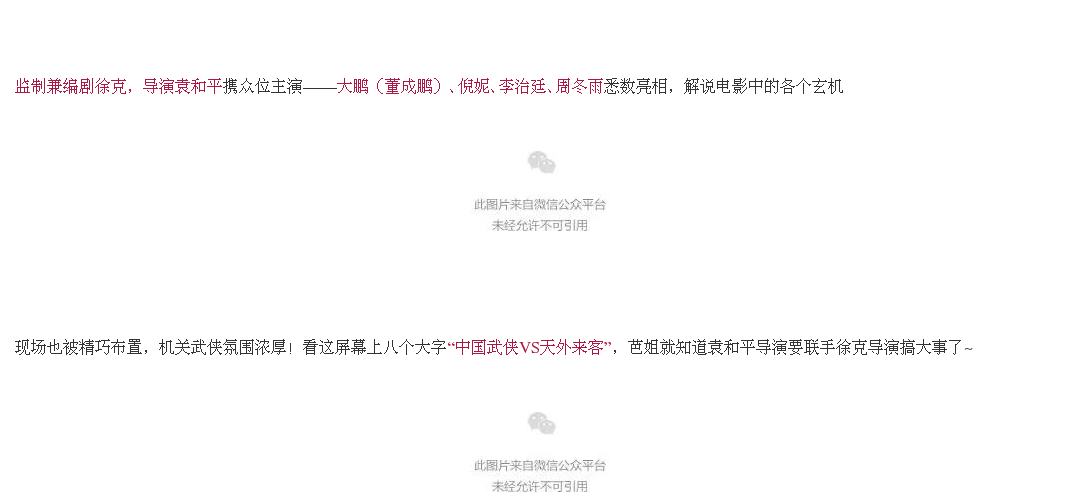 监制兼编剧徐克，导演袁和平携众位主演——大鹏（董成鹏）、倪妮、李治廷、周冬雨悉数亮相，解说电影中的各个玄机
此图片来自微信公众平台
未经允许不可引用
现场也被精巧布置，机关武侠氛围浓厚！看这屏幕上八个大字“中国武侠VS天外来客”，芭姐就知道袁和平导演要联手徐克导演搞大事了~
此图片来自微信公众平台
未经允许不可引用